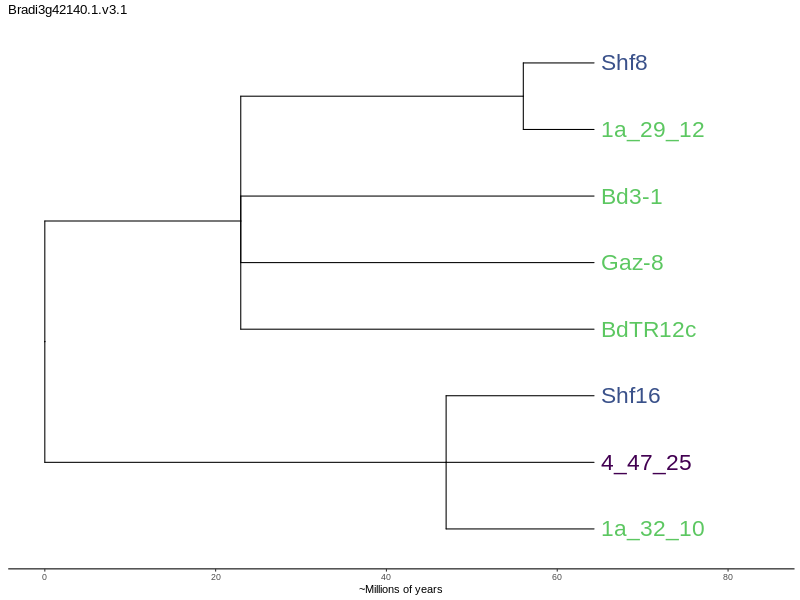 Bradi3g42140.1.v3.1
Shf8
1a_29_12
Bd3-1
Gaz-8
BdTR12c
Shf16
4_47_25
1a_32_10
0 20 40 60 80
~Millions of years